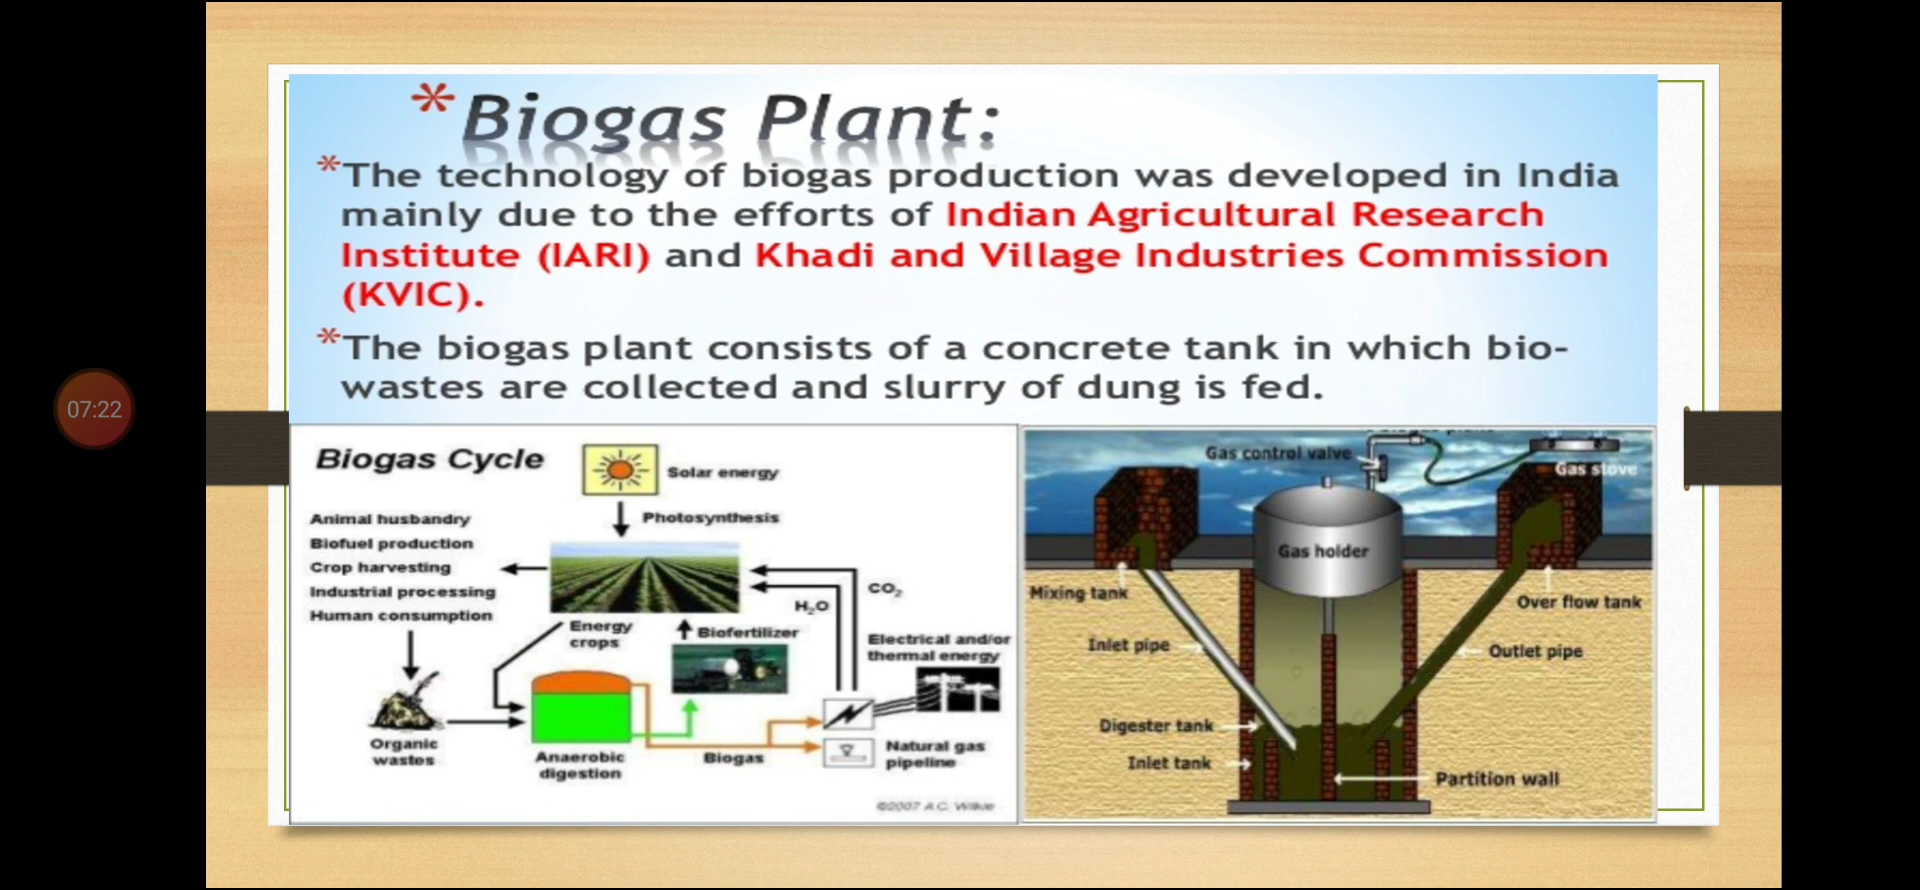 07:22
*Biogas Plant:
*The technology of biogas production was developed in India
mainly due to the efforts of Indian Agricultural Research
Institute (IARI) and Khadi and Village Industries Commission
(KVIC).
*The biogas plant consists of a concrete tank in which bio-
wastes are collected and slurry of dung is fed.
Biogas Cycle
Solar energy
Photosynthesis
Animal husbandry
Biofuel production
Crop harvesting
Industrial processing
Human consumption
CO₂
H₂O
Energy
crops
Biofertilizer
Electrical and/or
thermal energy
Organic
wastes
Anaerobic
digestion
Biogas
Natural gas
pipeline
©2007 A.C. Wilkie
Gas control valve
Gas stove
Gas holder
Mixing tank
Over flow tank
Inlet pipe
Outlet pipe
Digester tank
Inlet tank
Partition wall